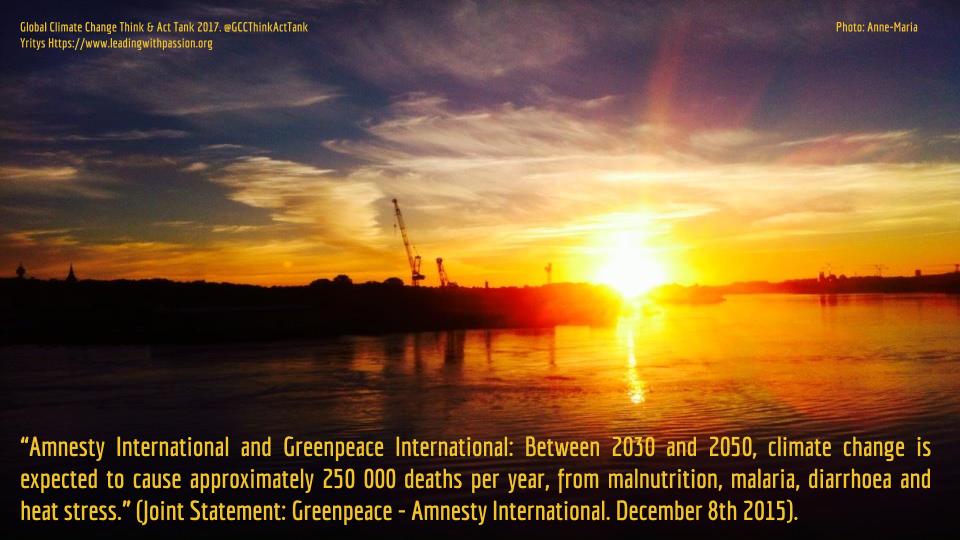 Global Climate Change Think & Act Tank 2017. @GCCThinkActTank
Yritys Https://www.leadingwithpassion.org
Photo: Anne-Maria
“Amnesty International and Greenpeace International: Between 2030 and 2050, climate change is
expected to cause approximately 250 000 deaths per year, from malnutrition, malaria, diarrhoea and
heat stress.” (Joint Statement: Greenpeace - Amnesty International. December 8th 2015).